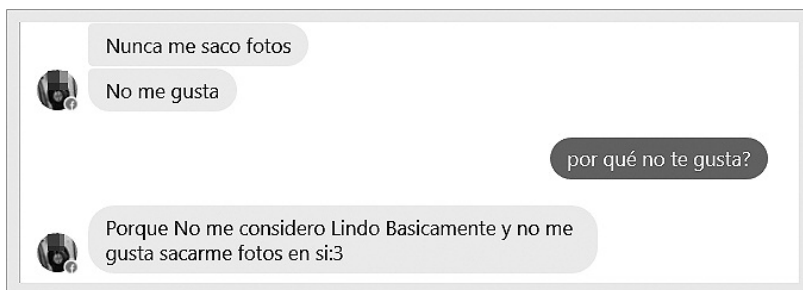 Nunca me saco fotos
No me gusta
por qué no te gusta?
Porque No me considero Lindo Basicamente y no me
gusta sacarme fotos en si:3